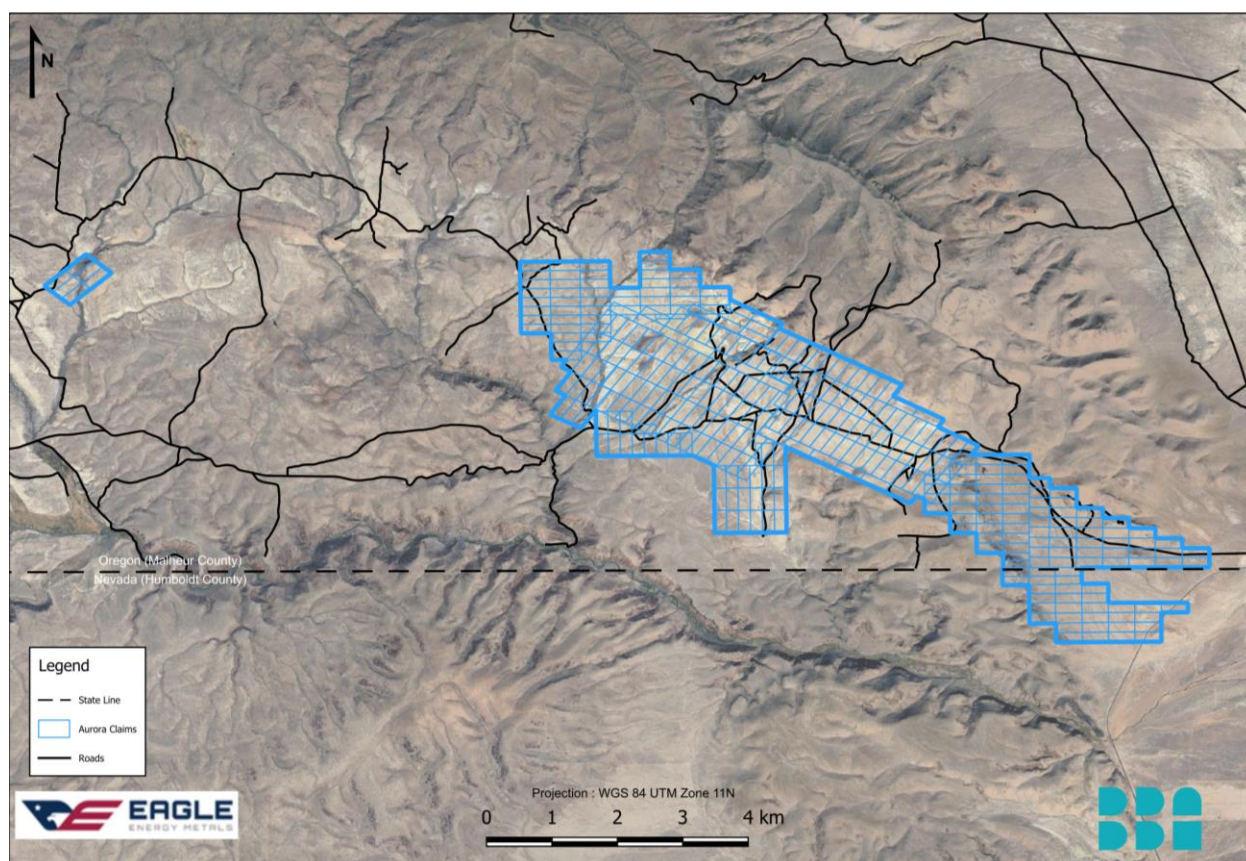 N
Oregon (Malheur County)
Nevada (Humboldt County)
Legend
State Line
Aurora Claims
Roads
EAGLE
ENERGY METALS
Projection : WGS 84 UTM Zone 11N
0 1 2 3 4 km
BBA